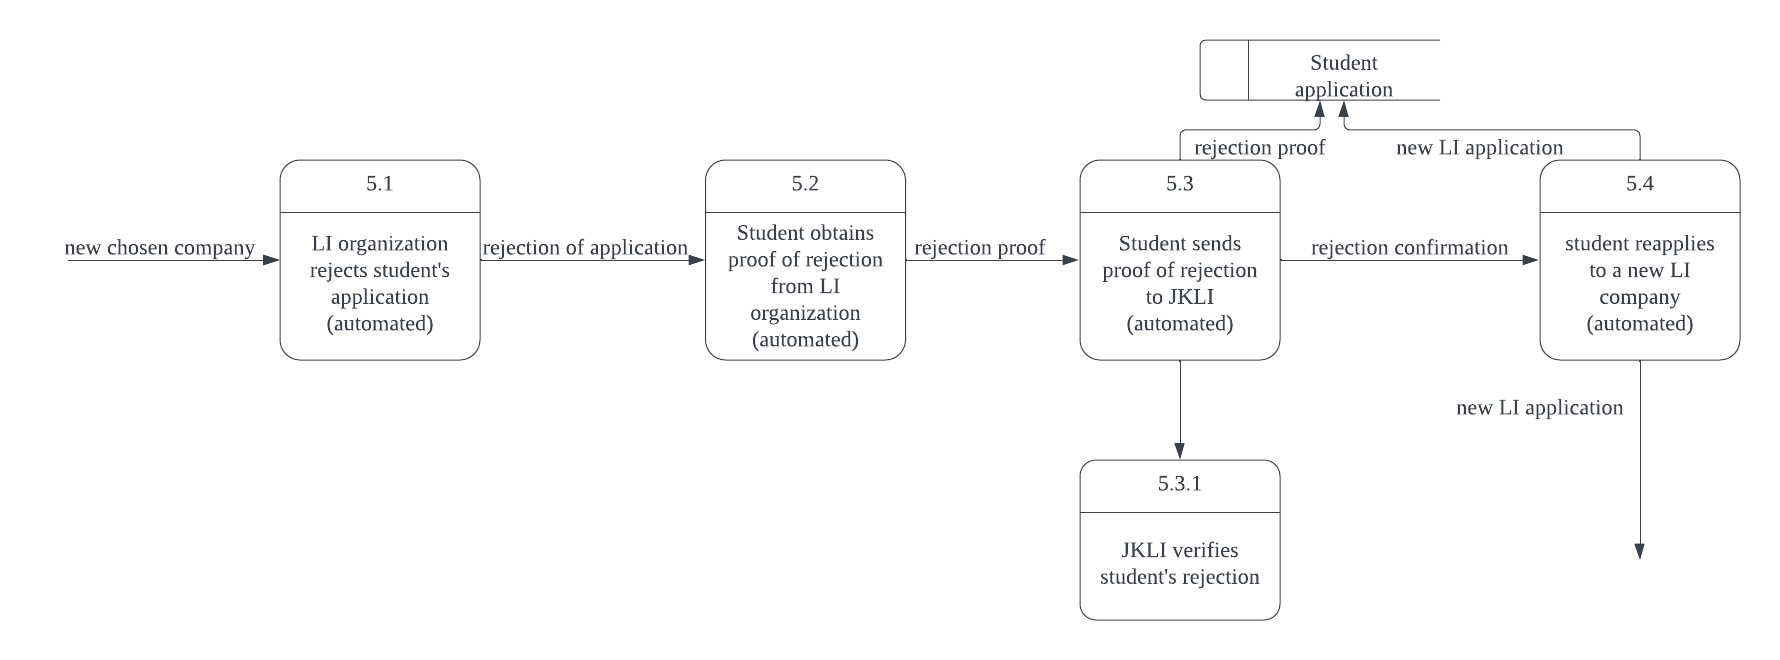 Student
application
rejection proof
new LI application
5.1
5.2
5.3
5.4
new chosen company
LI organization
rejects student's
application
(automated)
rejection of application
Student obtains
proof of rejection
from LI
organization
(automated)
rejection proof
Student sends
proof of rejection
to JKLI
(automated)
rejection confirmation
student reapplies
to a new LI
company
(automated)
new LI application
5.3.1
JKLI verifies
student's rejection